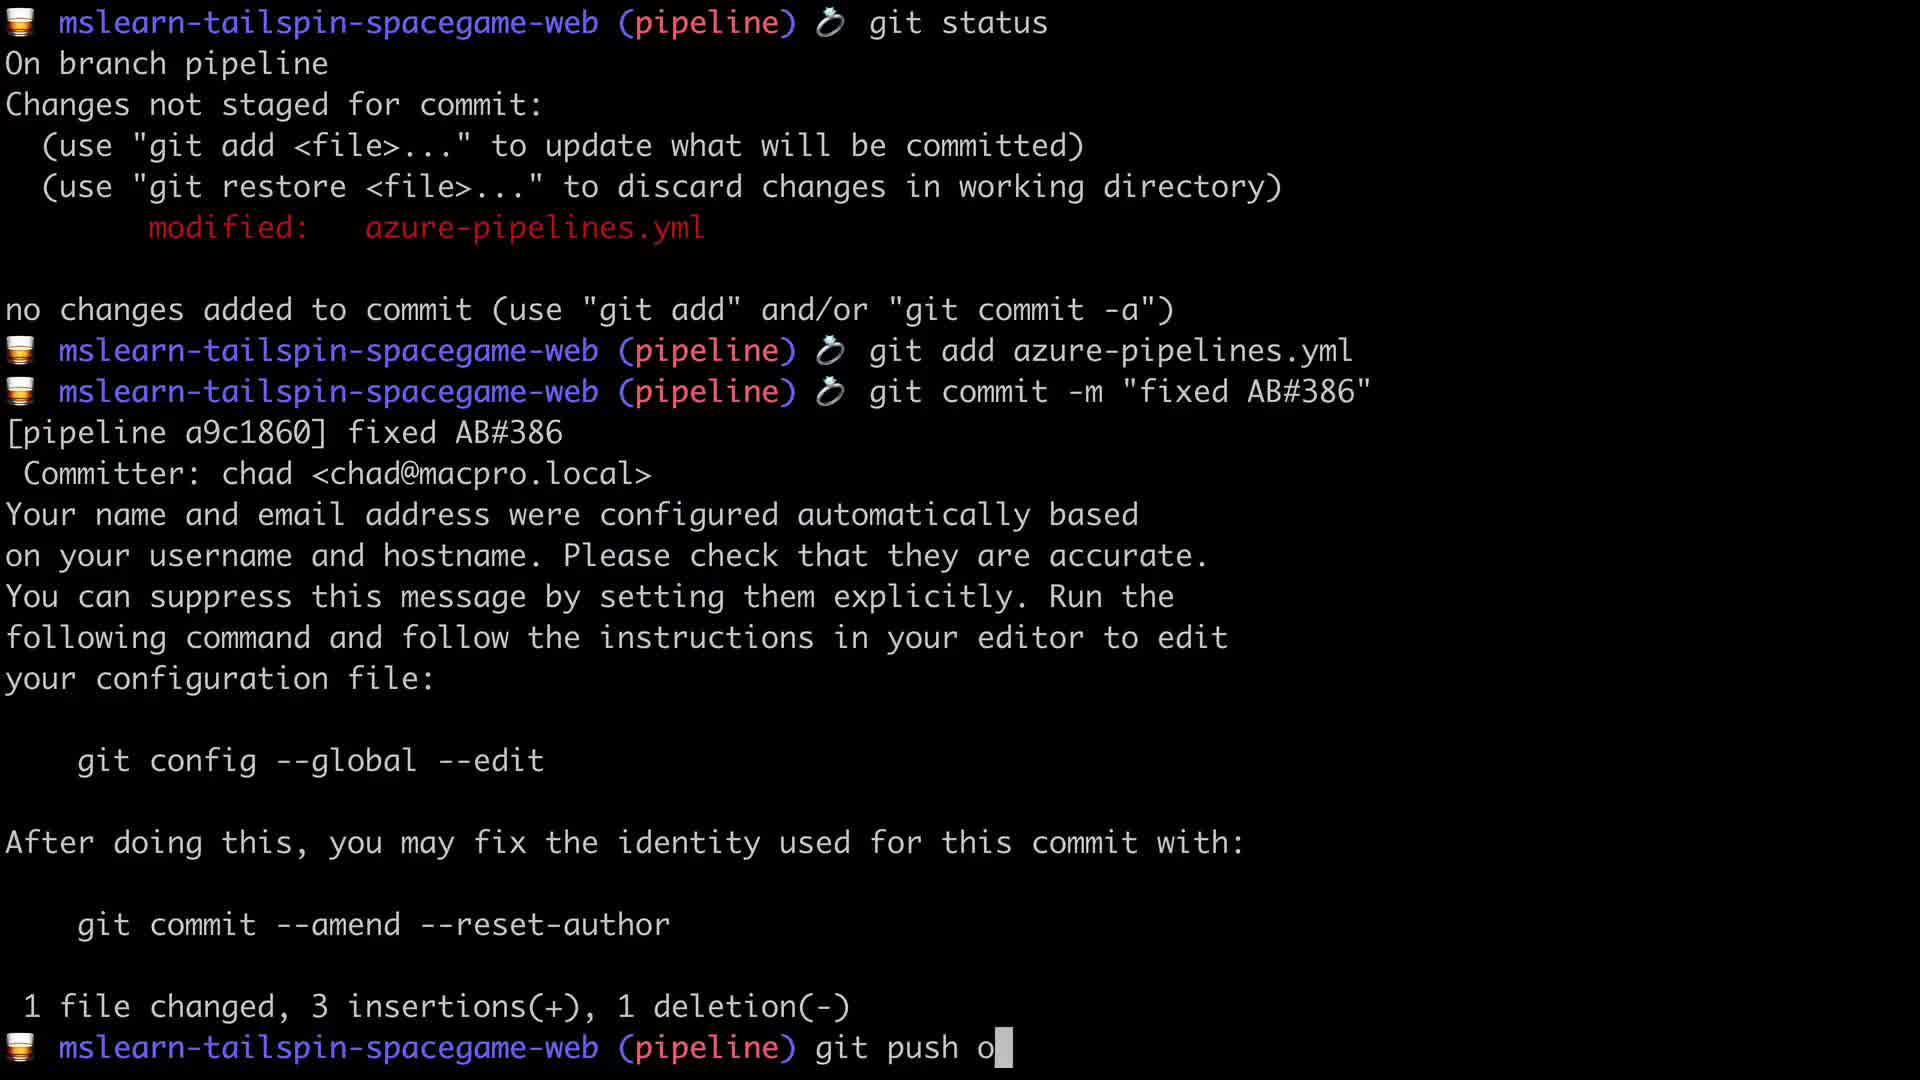 mslearn-tailspin-spacegame-web (pipeline) git status
On branch pipeline
Changes not staged for commit:
(use "git add <file>..." to update what will be committed)
(use "git restore <file>..." to discard changes in working directory)
modified: azure-pipelines.yml
no changes added to commit (use "git add" and/or "git commit -a")
mslearn-tailspin-spacegame-web (pipeline) git add azure-pipelines.yml
mslearn-tailspin-spacegame-web (pipeline) git commit -m "fixed AB#386"
[pipeline a9c1860] fixed AB#386
Committer: chad <chad@macpro.local>
Your name and email address were configured automatically based
on your username and hostname. Please check that they are accurate.
You can suppress this message by setting them explicitly. Run the
following command and follow the instructions in your editor to edit
your configuration file:
git config --global --edit
After doing this, you may fix the identity used for this commit with:
git commit --amend --reset-author
1 file changed, 3 insertions(+), 1 deletion(-)
mslearn-tailspin-spacegame-web (pipeline) git push o